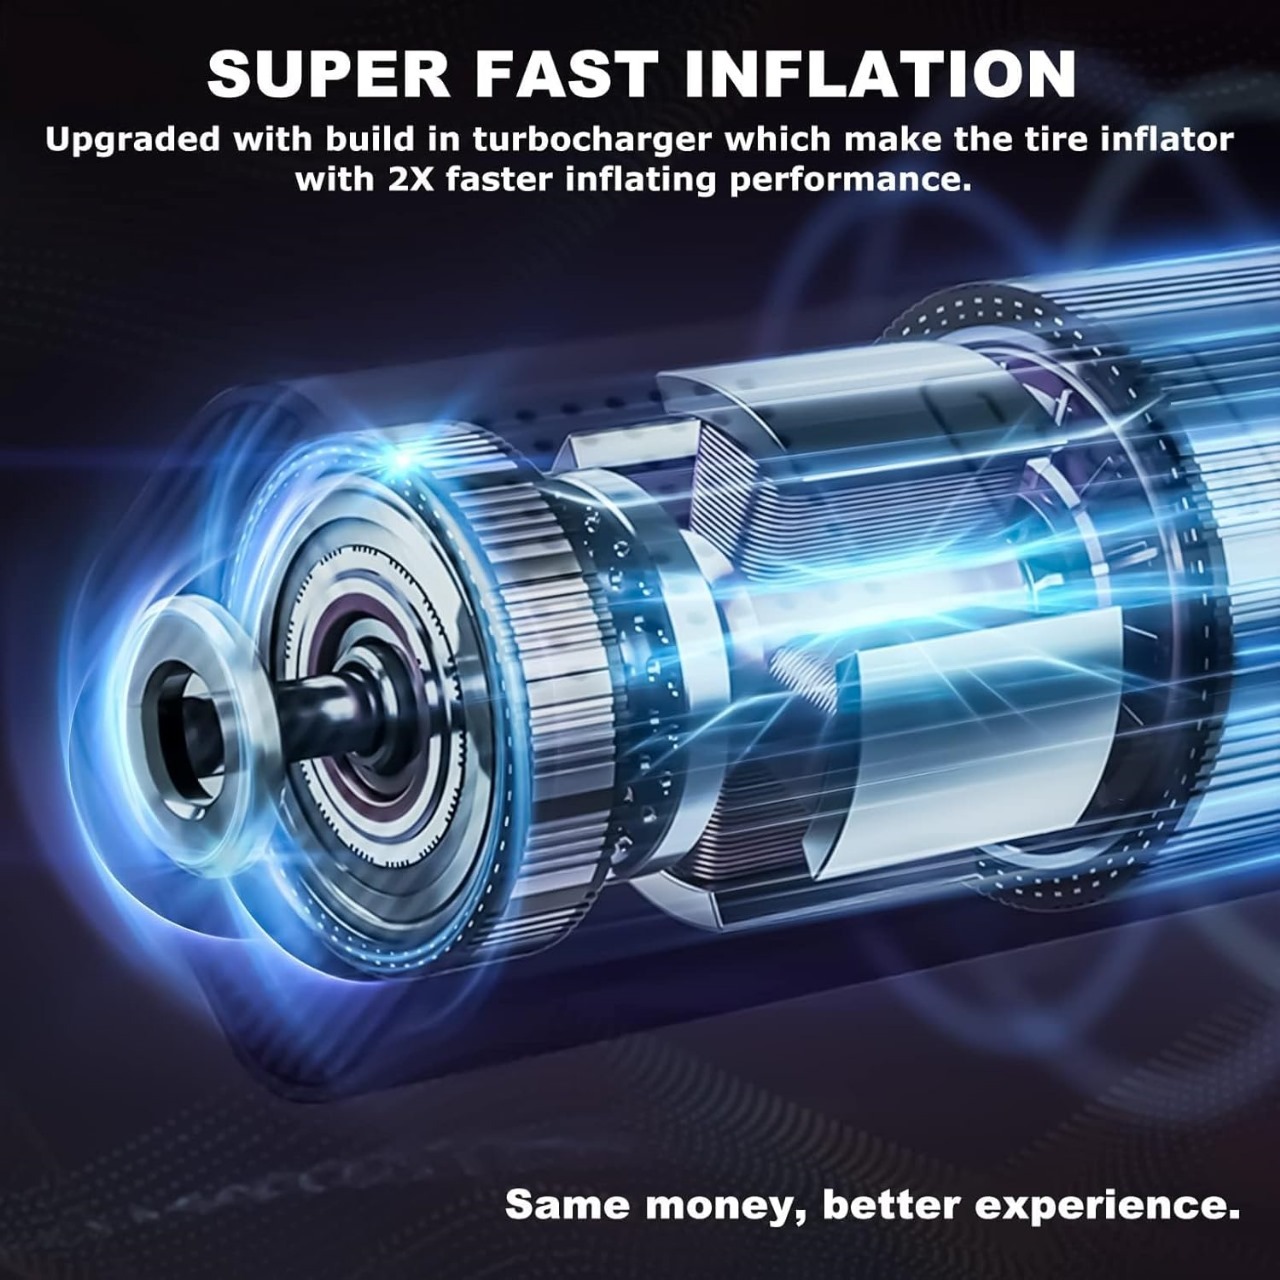 SUPER FAST INFLATION
Upgraded with build in turbocharger which make the tire inflator
with 2X faster inflating performance.
Same money, better experience.